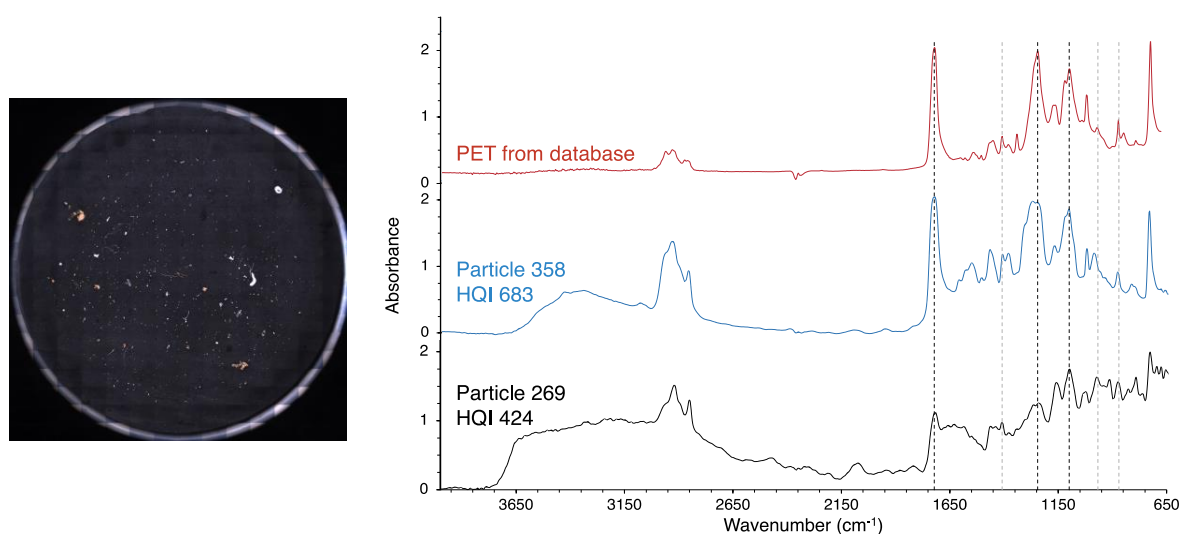 2
1
PET from database
0
2
Particle 358
HQI 683
1
0
2
Particle 269
HQI 424
1
0
Absorbance
3650 3150 2650 2150 1650 1150 650
Wavenumber (cm-1)